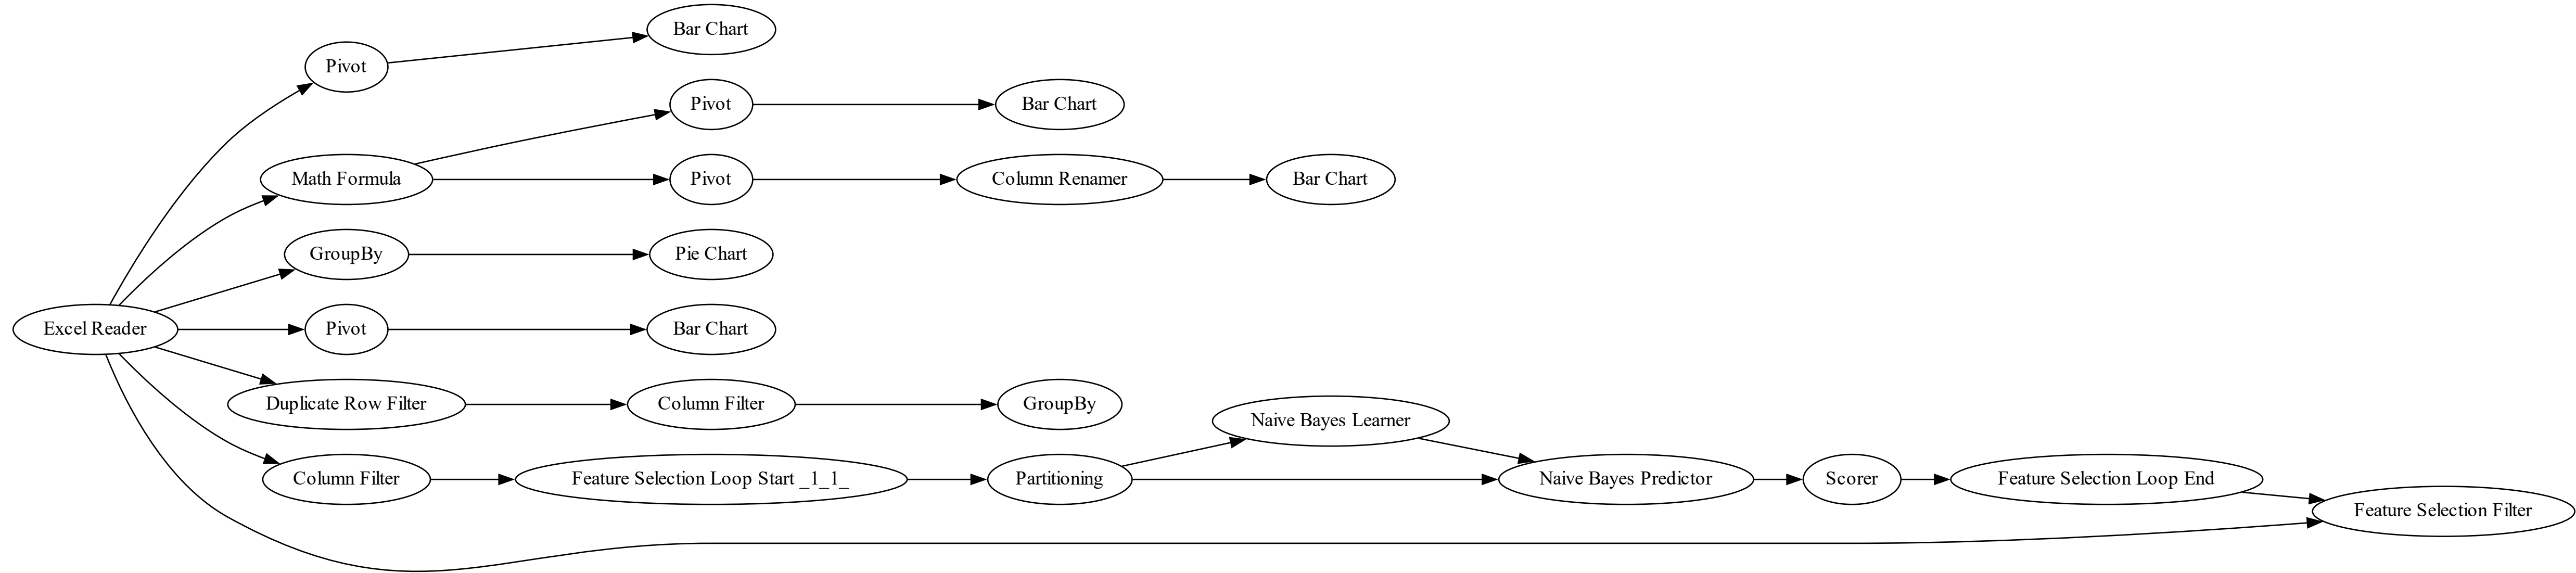 Bar Chart
Pivot
Pivot
Bar Chart
Math Formula
Pivot
Column Renamer
Bar Chart
GroupBy
Pie Chart
Excel Reader
Pivot
Bar Chart
Duplicate Row Filter
Column Filter
GroupBy
Naive Bayes Learner
Column Filter
Feature Selection Loop Start _1_1_
Partitioning
Naive Bayes Predictor
Scorer
Feature Selection Loop End
Feature Selection Filter